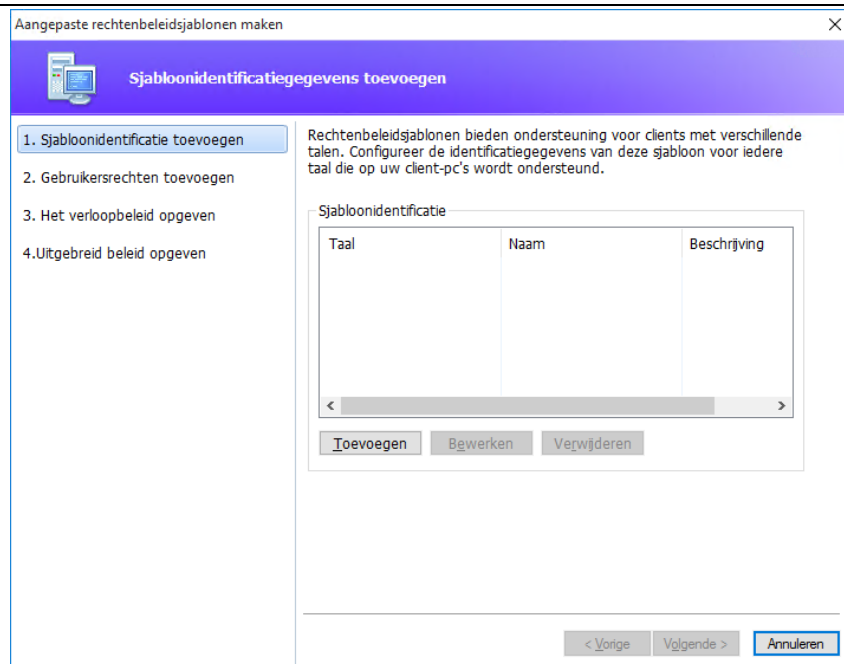 Aangepaste rechtenbeleidsjablonen maken
Sjabloonidentificatiegegevens toevoegen
1. Sjabloonidentificatie toevoegen
2. Gebruikersrechten toevoegen
3. Het verloopbeleid opgeven
4.Uitgebreid beleid opgeven
Rechtenbeleidsjablonen bieden ondersteuning voor clients met verschillende
talen. Configureer de identificatiegegevens van deze sjabloon voor iedere
taal die op uw client-pc's wordt ondersteund.
Sjabloonidentificatie
Taal Naam Beschrijving
Toevoegen Bewerken Verwijderen
< Vorige Volgende > Annuleren